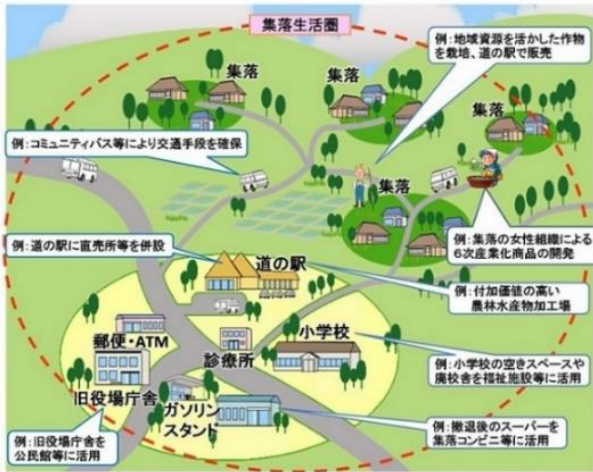 集落生活圏
例:地域資源を活かした作物
を栽培、道の駅で販売
集落
集落
集落
例:コミュニティバス等により交通手段を確保
集落
例:集落の女性組織による
6次産業化商品の開発
例:道の駅に直売所等を併設
道の駅
例:付加価値の高い
農林水産物加工場
郵便・ATM
小学校
診療所
例:小学校の空きスペースや
廃校舎を福祉施設等に活用
旧役場庁舎
ガソリン
スタンド
例:旧役場庁舎を
公民館等に活用
例:撤退後のスーパーを
集落コンビニ等に活用